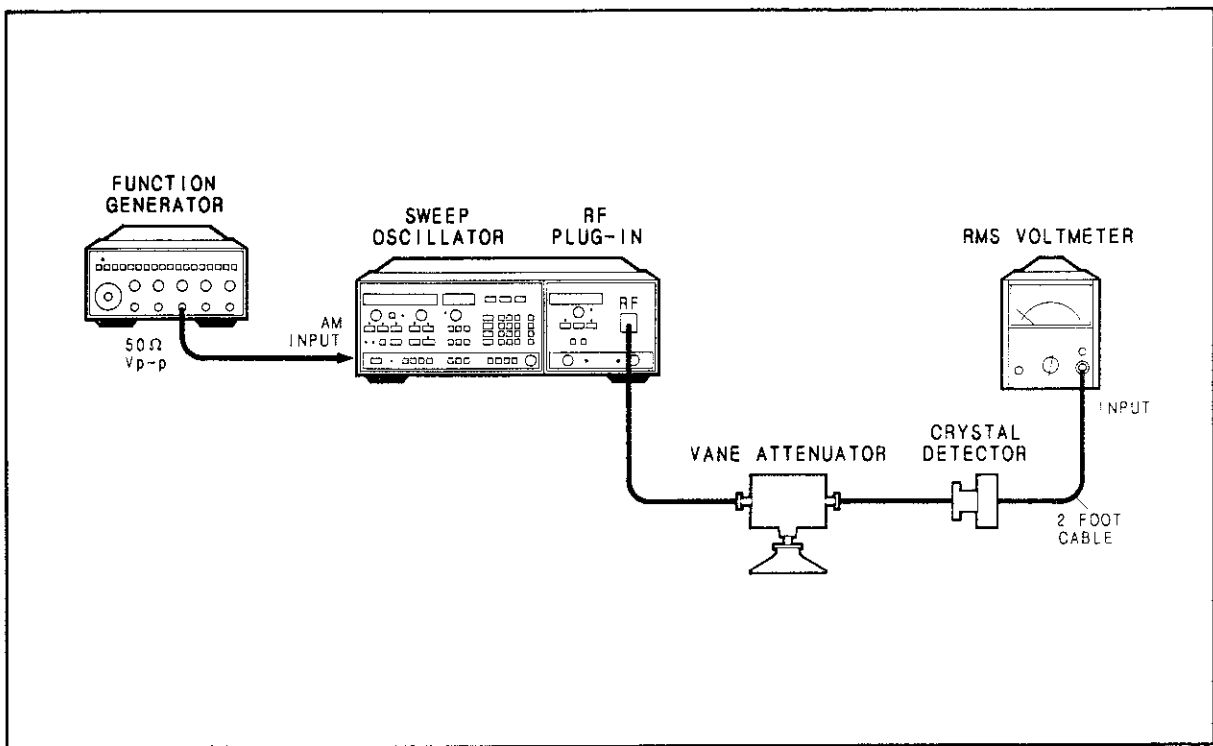 FUNCTION
GENERATOR
SWEEP
OSCILLATOR
RF
PLUG-IN
RMS VOLTMETER
RF
AM
INPUT
50Ω
Vp-p
INPUT
VANE ATTENUATOR
CRYSTAL
DETECTOR
2 FOOT
CABLE